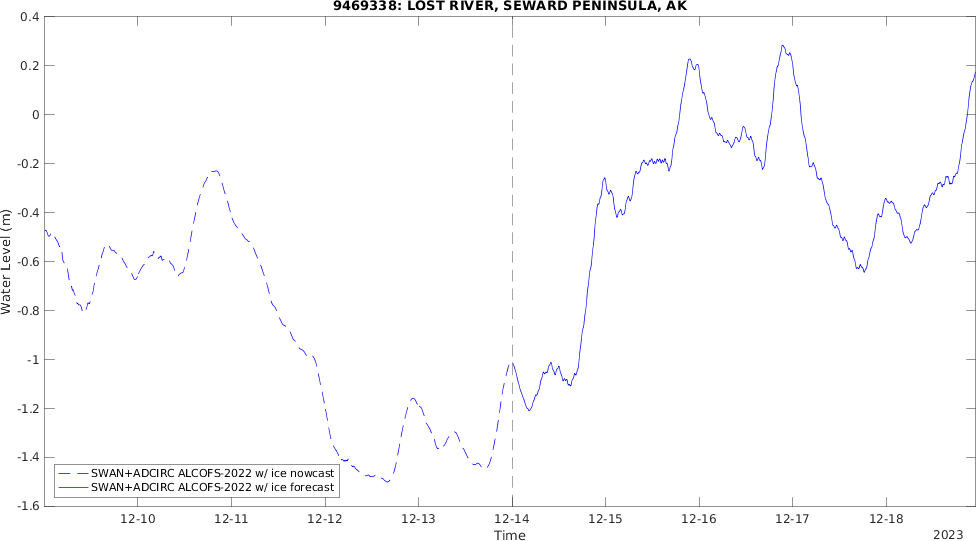 9469338: LOST RIVER, SEWARD PENINSULA, AK
0.4
0.2
0
-0.2
-0.4
-0.6
-0.8
-1
-1.2
-1.4
-1.6
Water Level (m)
SWAN+ADCIRC ALCOFS-2022 w/ ice nowcast
SWAN+ADCIRC ALCOFS-2022 w/ ice forecast
12-10 12-11 12-12 12-13 12-14 12-15 12-16 12-17 12-18
Time
2023